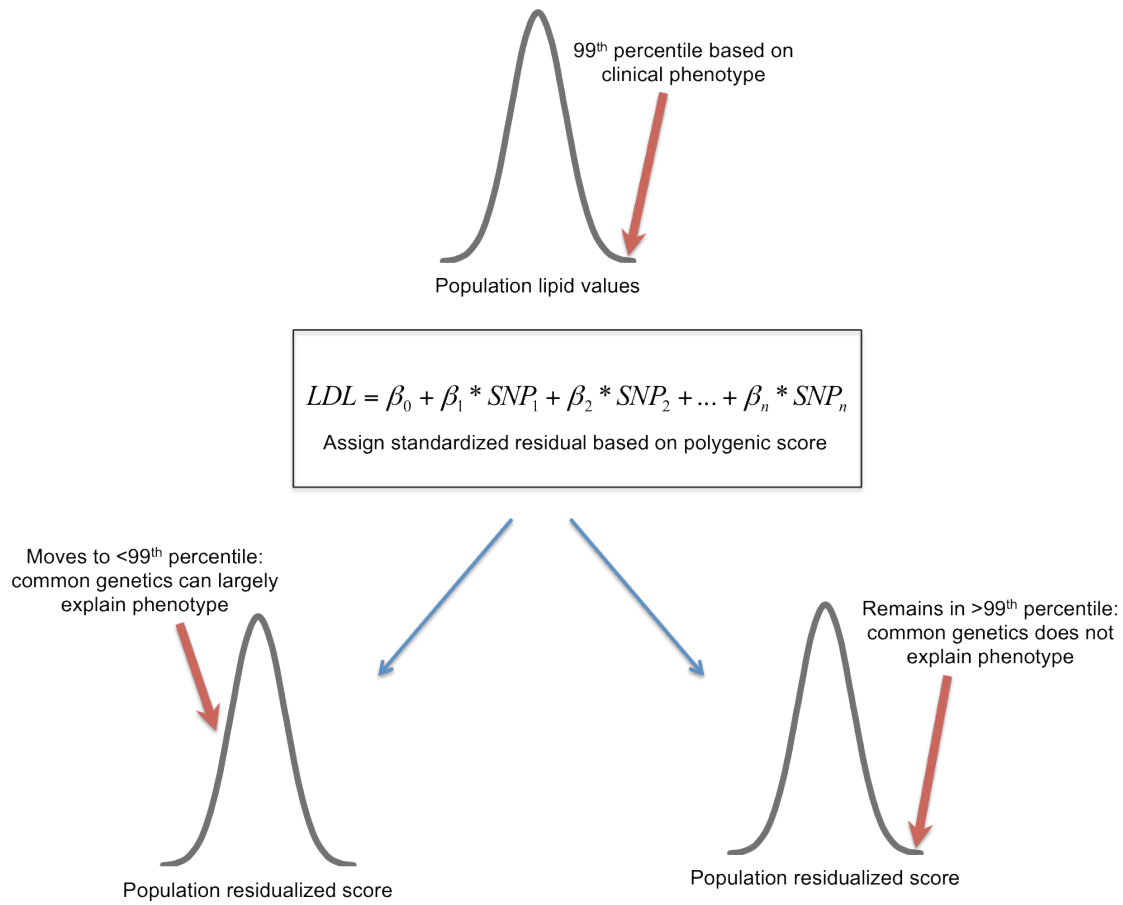 99th percentile based on
clinical phenotype
Population lipid values
LDL = β₀ + β₁ * SNP₁ + β₂ * SNP₂ + ... + βₙ * SNPₙ
Assign standardized residual based on polygenic score
Moves to <99th percentile:
common genetics can largely
explain phenotype
Remains in >99th percentile:
common genetics does not
explain phenotype
Population residualized score
Population residualized score